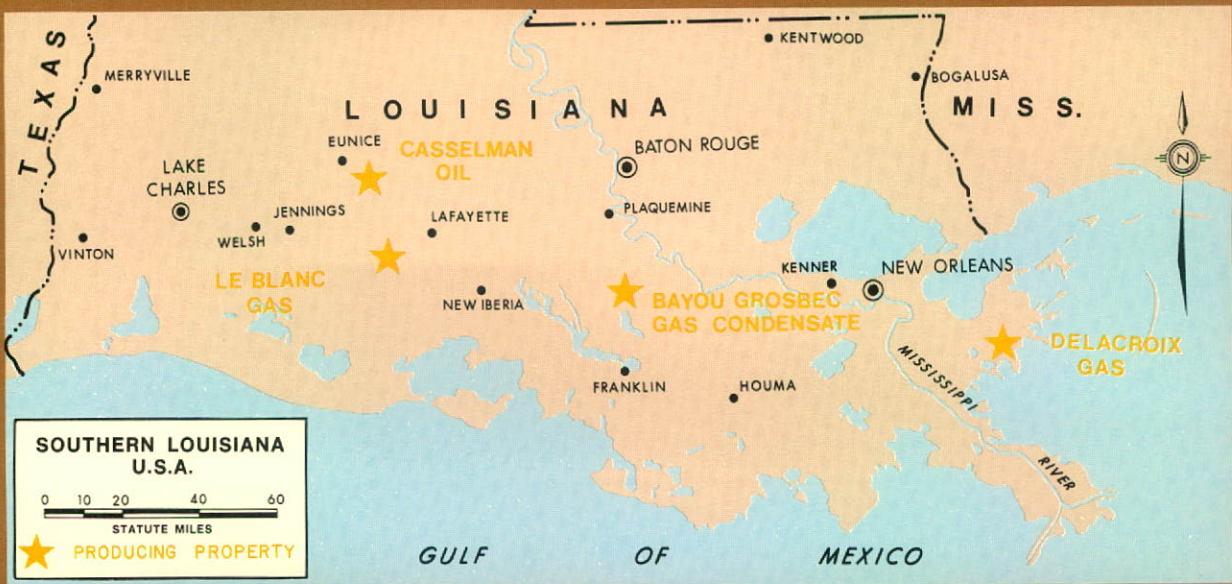 TEXAS
MERRYVILLE
KENTWOOD
BOGALUSA
LOUISIANA
MISS.
EUNICE
CASSELMAN
OIL
BATON ROUGE
LAKE
CHARLES
N
JENNINGS
LAFAYETTE
PLAQUEMINE
WELSH
VINTON
LE BLANC
GAS
NEW IBERIA
KENNER
NEW ORLEANS
BAYOU GROSBEC
GAS CONDENSATE
DELACROIX
GAS
MISSISSIPPI
RIVER
FRANKLIN
HOUMA
SOUTHERN LOUISIANA
U.S.A.
0 10 20 40 60
STATUTE MILES
PRODUCING PROPERTY
GULF OF MEXICO